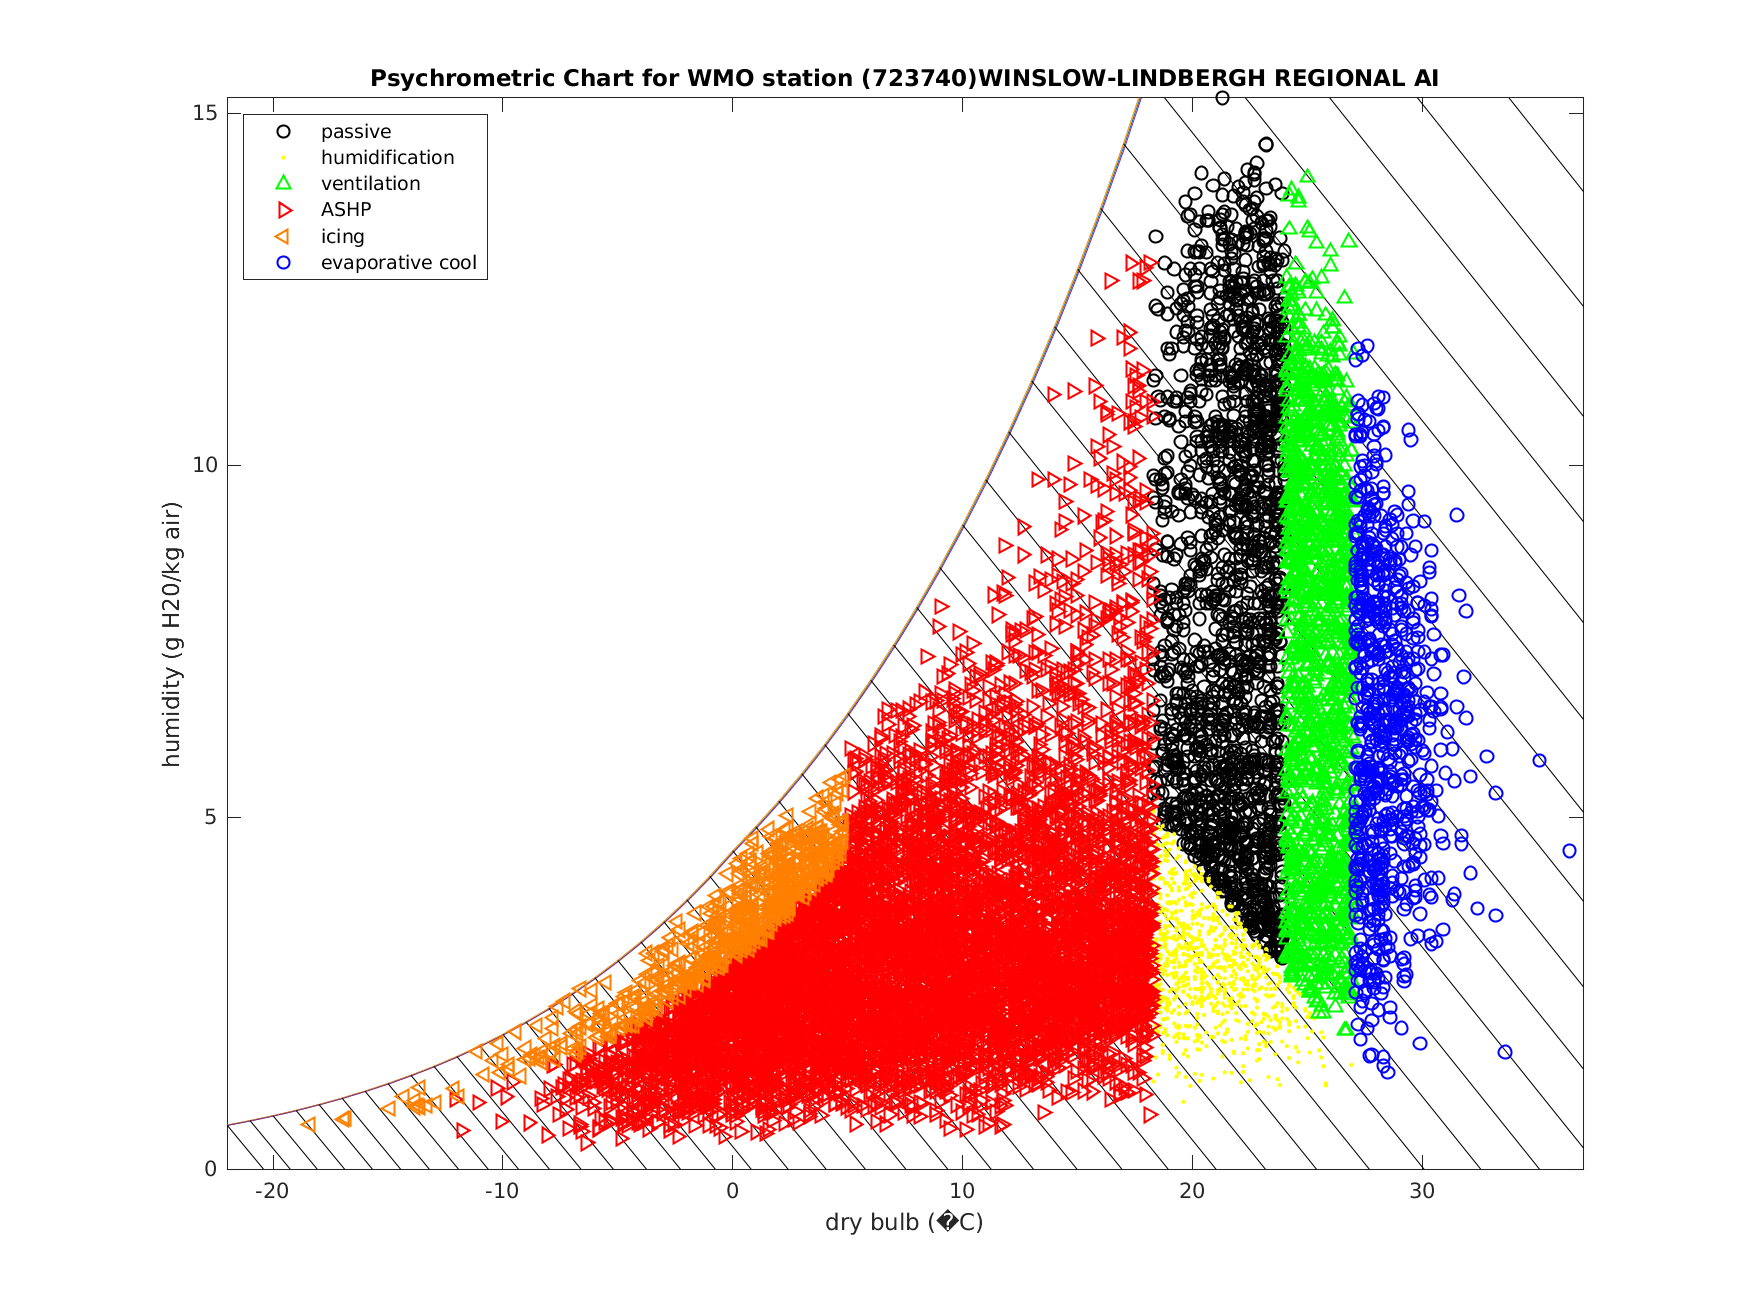 Psychrometric Chart for WMO station (723740)WINSLOW-LINDBERGH REGIONAL AI
passive
humidification
ventilation
ASHP
icing
evaporative cool
humidity (g H20/kg air)
15
10
5
0
-20
-10
0
10
20
30
dry bulb (�C)